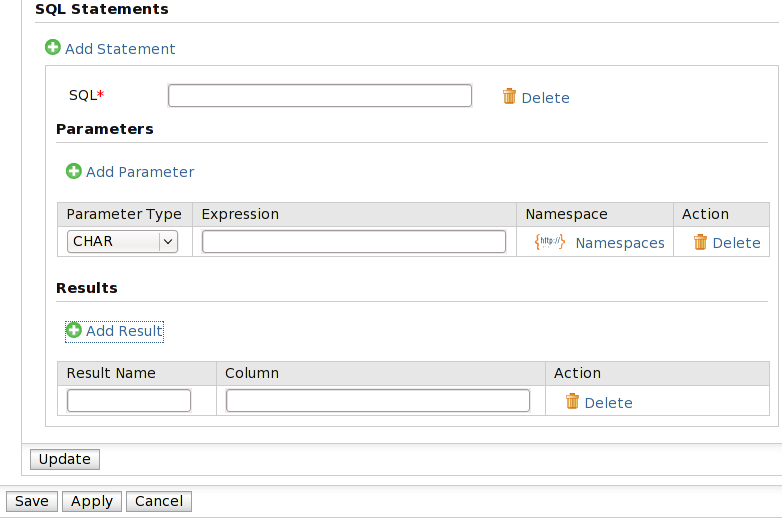 SQL Statements
Add Statement
SQL* Delete
Parameters
Add Parameter
Parameter Type Expression Namespace Action
CHAR {http://} Namespaces Delete
Results
Add Result
Result Name Column Action
Delete
Update
Save Apply Cancel